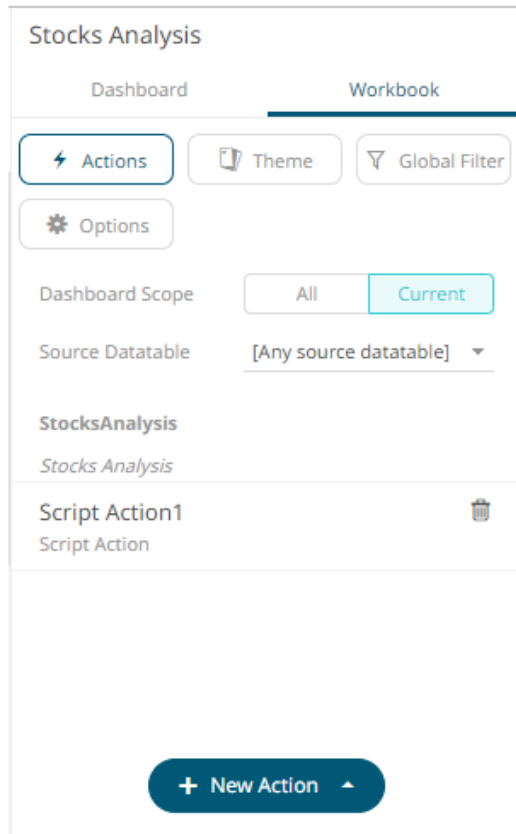 Stocks Analysis
Dashboard Workbook
Actions Theme Global Filter
Options
Dashboard Scope All Current
Source Datatable [Any source datatable]
StocksAnalysis
Stocks Analysis
Script Action1
Script Action
+ New Action